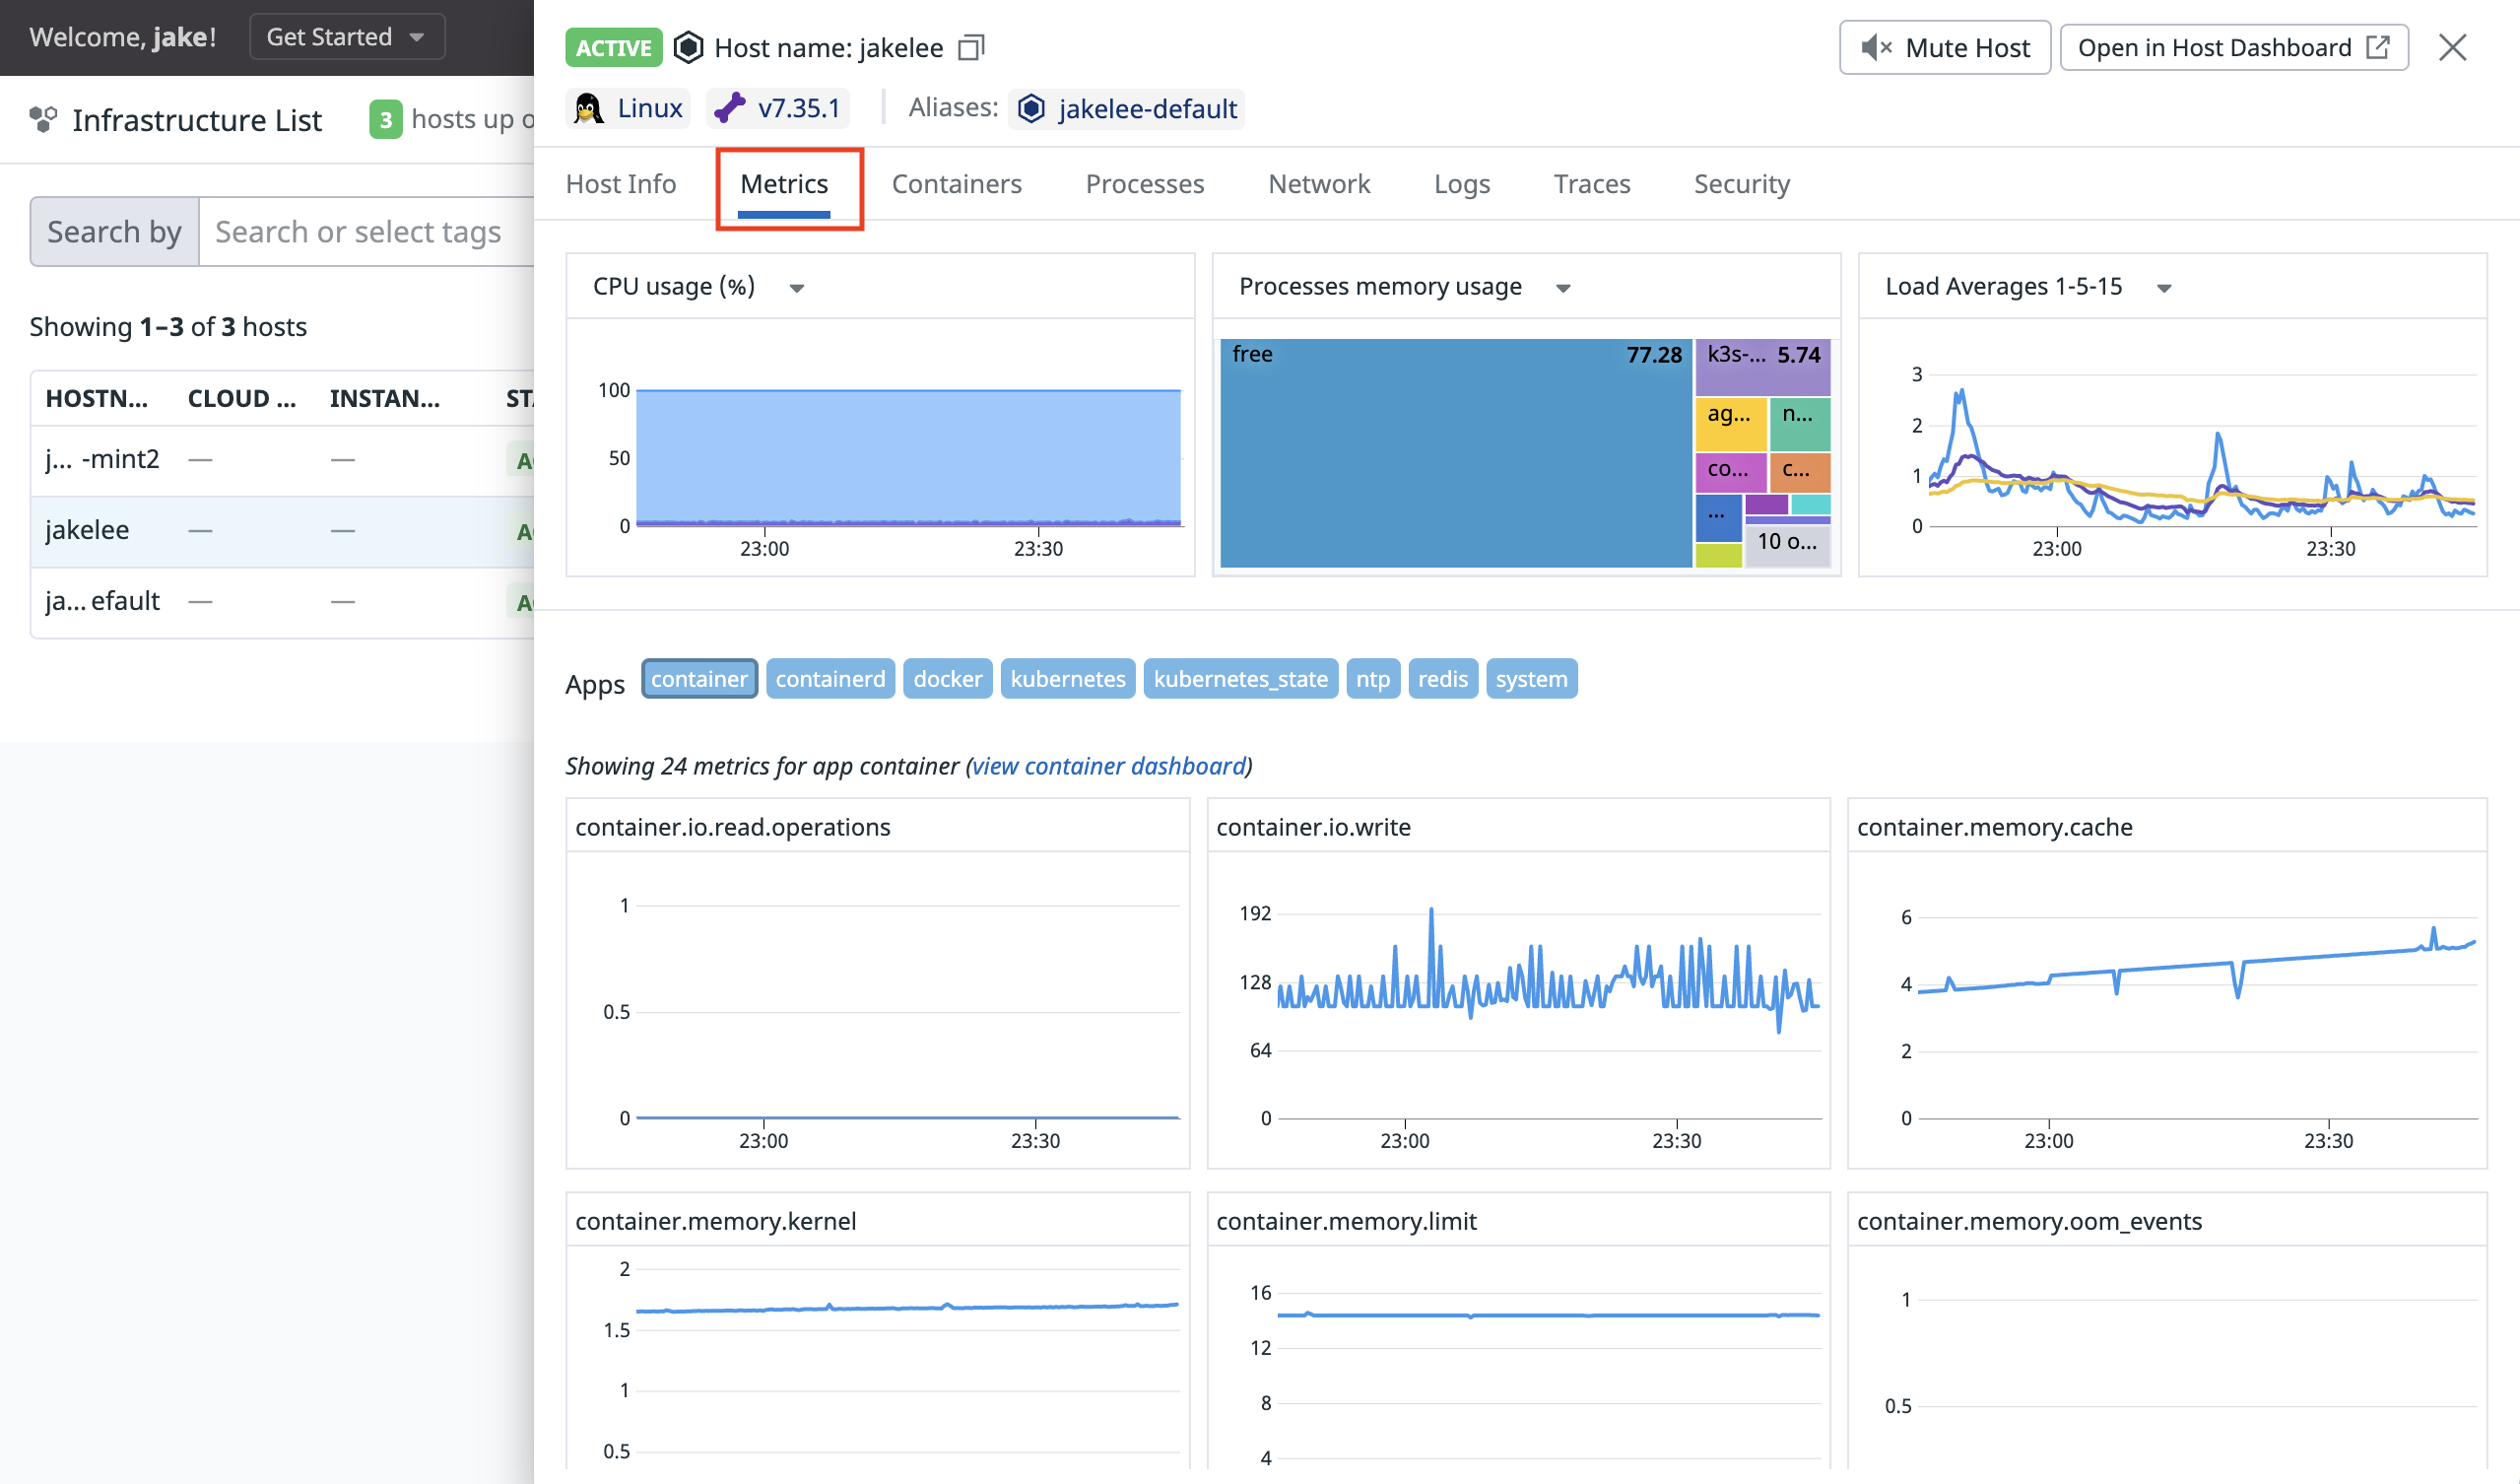 Welcome, jake!
Get Started
Infrastructure List
3 hosts up o
Search by
Search or select tags
Showing 1–3 of 3 hosts
HOSTN... CLOUD ... INSTAN... ST
j... -mint2 — —
jakelee — —
ja... efault — —
ACTIVE Host name: jakelee
Mute Host
Open in Host Dashboard
Linux v7.35.1 Aliases: jakelee-default
Host Info Metrics Containers Processes Network Logs Traces Security
CPU usage (%)
100
50
0
23:00 23:30
Processes memory usage
free 77.28
k3s-... 5.74
ag... n...
co... c...
...
10 o...
Load Averages 1-5-15
3
2
1
0
23:00 23:30
Apps container containerd docker kubernetes kubernetes_state ntp redis system
Showing 24 metrics for app container (view container dashboard)
container.io.read.operations
1
0.5
0
23:00 23:30
container.io.write
192
128
64
0
23:00 23:30
container.memory.cache
6
4
2
0
23:00 23:30
container.memory.kernel
2
1.5
1
0.5
container.memory.limit
16
12
8
4
container.memory.oom_events
1
0.5